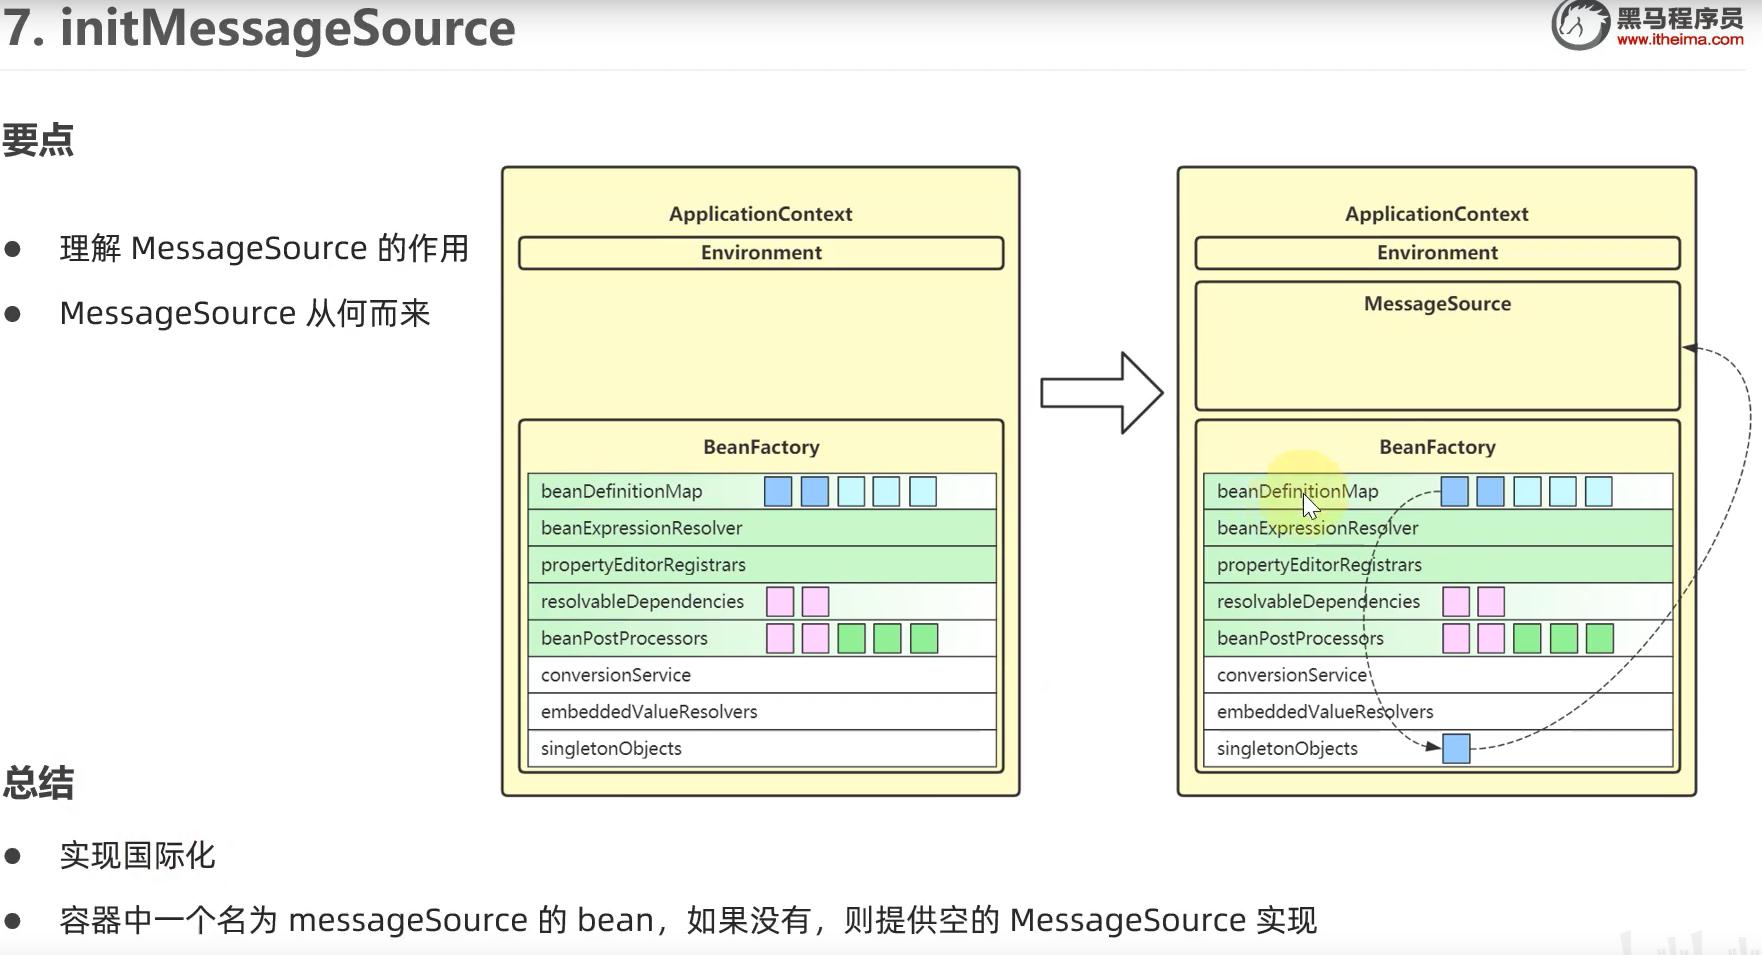 7. initMessageSource
黑马程序员
www.itheima.com
要点
● 理解 MessageSource 的作用
● MessageSource 从何而来
ApplicationContext
Environment
BeanFactory
beanDefinitionMap
beanExpressionResolver
propertyEditorRegistrars
resolvableDependencies
beanPostProcessors
conversionService
embeddedValueResolvers
singletonObjects
ApplicationContext
Environment
MessageSource
BeanFactory
beanDefinitionMap
beanExpressionResolver
propertyEditorRegistrars
resolvableDependencies
beanPostProcessors
conversionService
embeddedValueResolvers
singletonObjects
总结
● 实现国际化
● 容器中一个名为 messageSource 的 bean，如果没有，则提供空的 MessageSource 实现